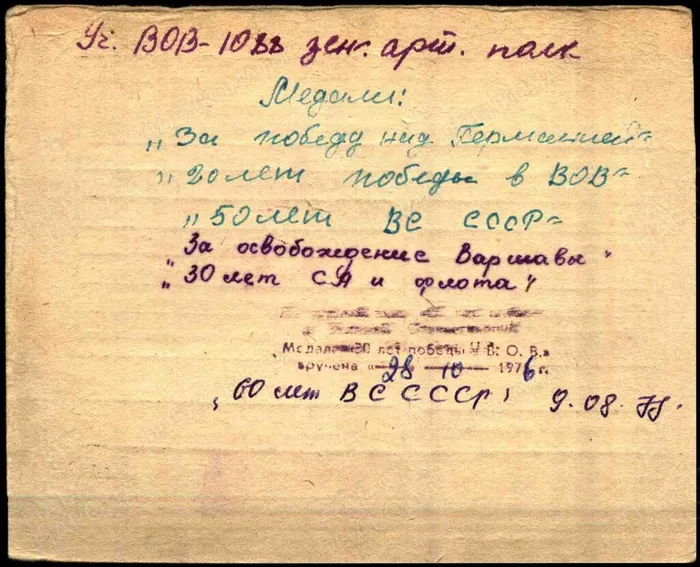 Уч. ВОВ - 10
зен. арт. полк
Медали:
„За победу над Германией"
„20 лет победы в ВОВ"
„50 лет ВС СССР"
„За освобождение Варшавы"
„30 лет СА и флота"
Медаль «30 лет победы в В. О. В.»
вручена «28» 10 1976 г.
„60 лет ВС СССР" 9.08.